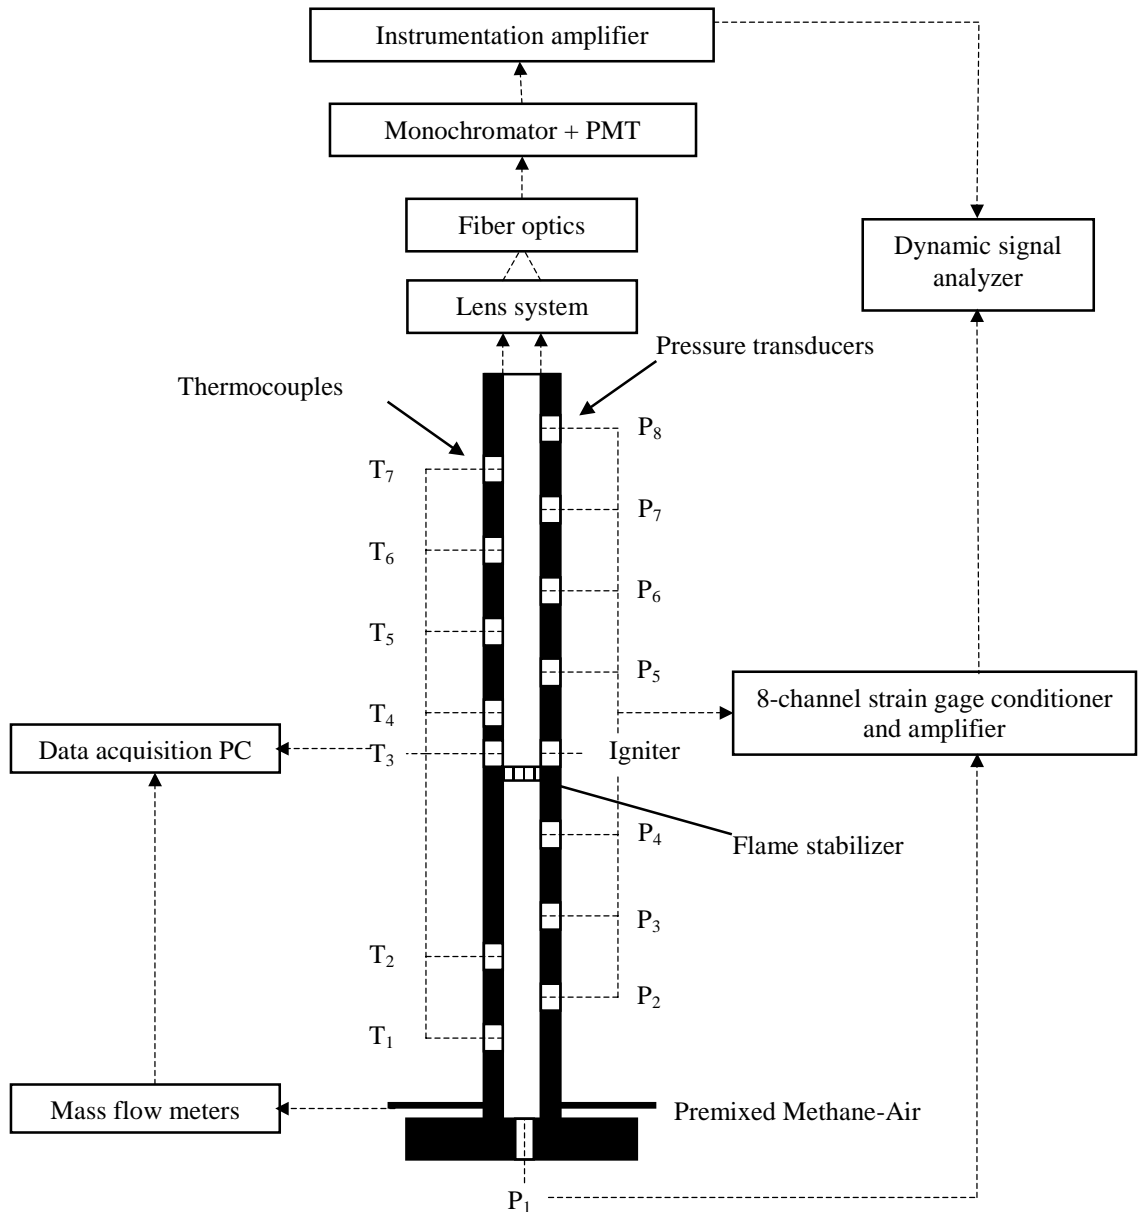 Instrumentation amplifier
Monochromator + PMT
Fiber optics
Dynamic signal
analyzer
Lens system
Pressure transducers
Thermocouples
P8
T7
P7
T6
P6
T5
P5
8-channel strain gage conditioner
and amplifier
T4
Data acquisition PC
T3
Igniter
P4
Flame stabilizer
P3
T2
P2
T1
Mass flow meters
Premixed Methane-Air
P1